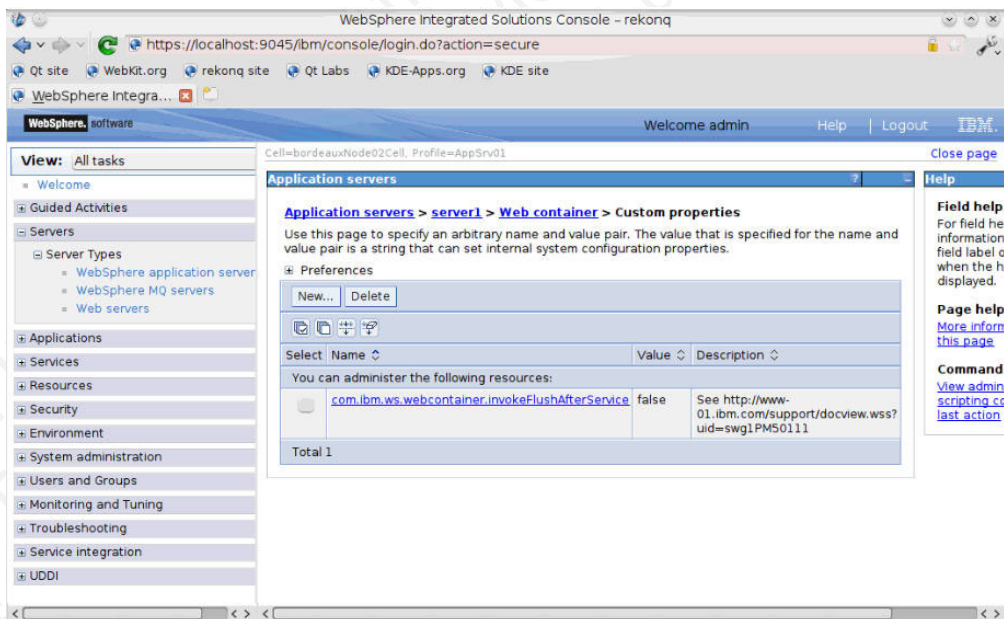 WebSphere Integrated Solutions Console – rekonq
https://localhost:9045/ibm/console/login.do?action=secure
Qt site WebKit.org rekonq site Qt Labs KDE-Apps.org KDE site
WebSphere Integra...
WebSphere. software Welcome admin Help Logout IBM.
View: All tasks
Welcome
Guided Activities
Servers
Server Types
WebSphere application server
WebSphere MQ servers
Web servers
Applications
Services
Resources
Security
Environment
System administration
Users and Groups
Monitoring and Tuning
Troubleshooting
Service integration
UDDI
Cell=bordeauxNode02Cell, Profile=AppSrv01
Close page
Application servers ?
Application servers > server1 > Web container > Custom properties
Use this page to specify an arbitrary name and value pair. The value that is specified for the name and
value pair is a string that can set internal system configuration properties.
Preferences
New... Delete
Select Name Value Description
You can administer the following resources:
com.ibm.ws.webcontainer.invokeFlushAfterService false See http://www-
01.ibm.com/support/docview.wss?
uid=swg1PM50111
Total 1
Help
Field help
For field he
information
field label o
when the h
displayed.
Page help
More inform
this page
Command
View admin
scripting co
last action